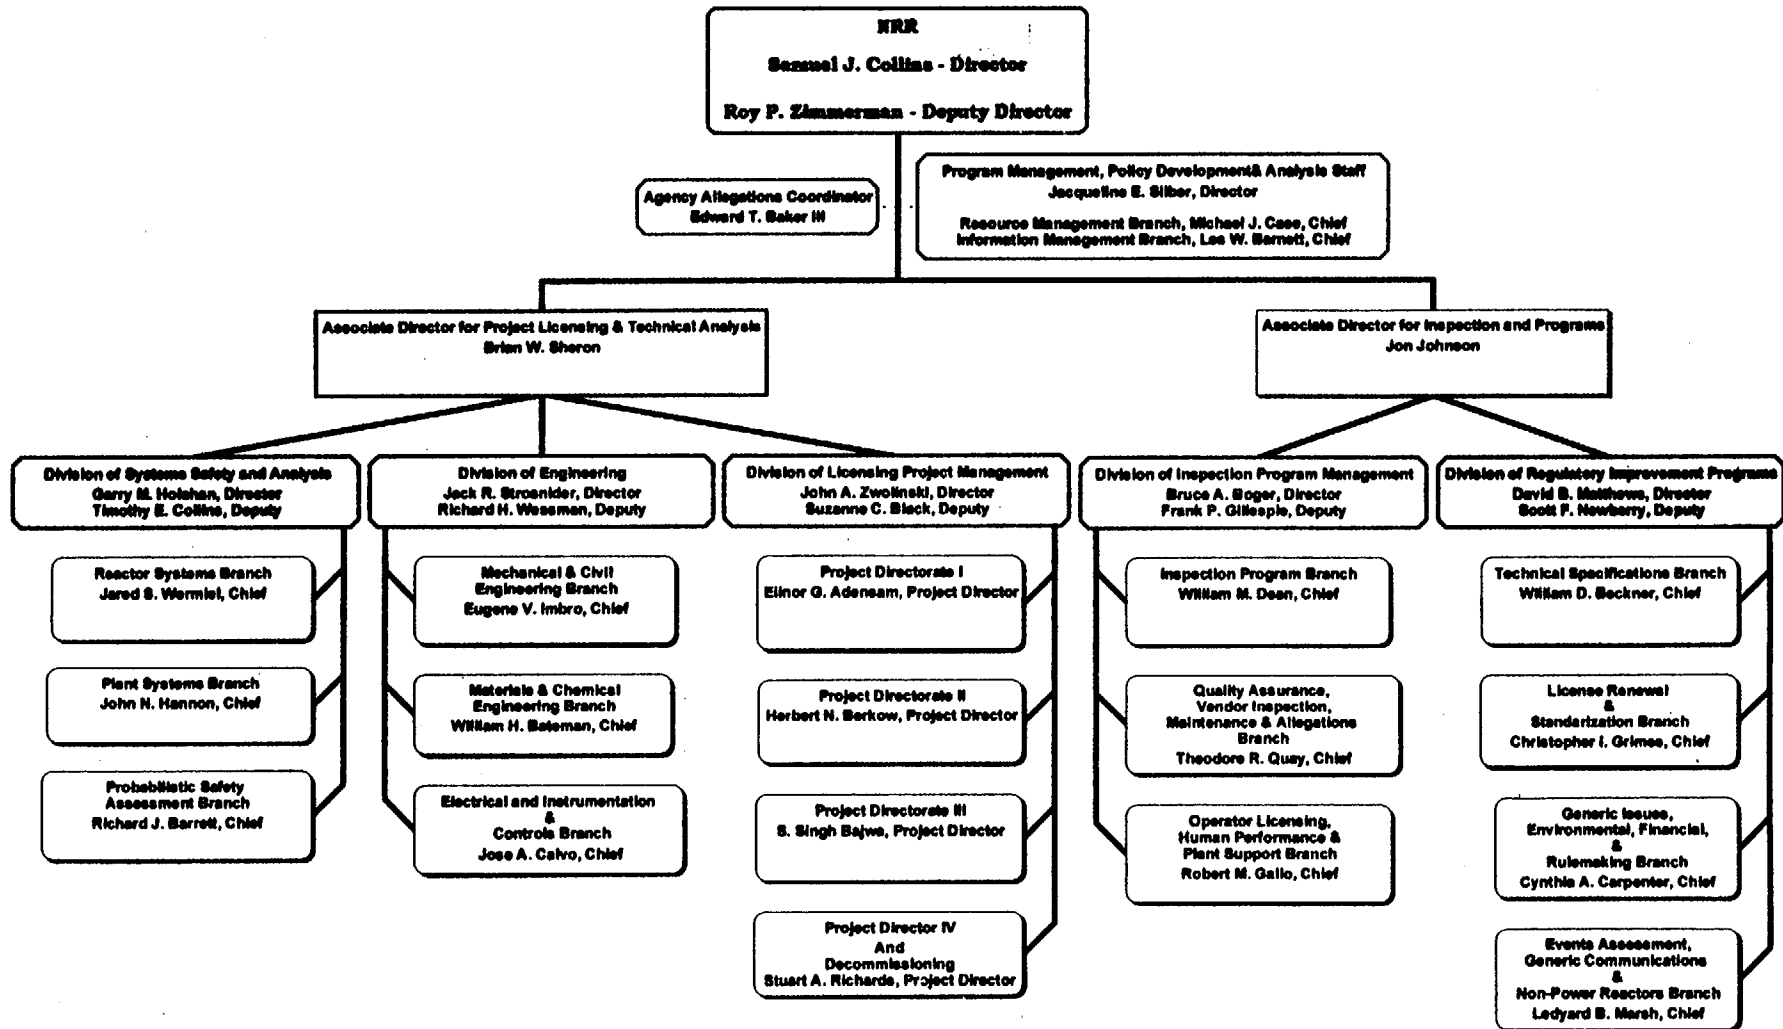 NRR
Samuel J. Collins - Director
Roy P. Zimmerman - Deputy Director
Agency Allegations Coordinator
Edward T. Baker III
Program Management, Policy Development& Analysis Staff
Jacqueline E. Silber, Director
Resource Management Branch, Michael J. Case, Chief
Information Management Branch, Les W. Barnett, Chief
Associate Director for Project Licensing & Technical Analysis
Brian W. Sheron
Associate Director for Inspection and Programs
Jon Johnson
Division of Systems Safety and Analysis
Garry M. Holahan, Director
Timothy E. Collins, Deputy
Division of Engineering
Jack R. Strosnider, Director
Richard H. Wessman, Deputy
Division of Licensing Project Management
John A. Zwolinski, Director
Suzanne C. Black, Deputy
Division of Inspection Program Management
Bruce A. Boger, Director
Frank P. Gillespie, Deputy
Division of Regulatory Improvement Programs
David B. Matthews, Director
Scott F. Newberry, Deputy
Reactor Systems Branch
Jared S. Wermiel, Chief
Plant Systems Branch
John N. Hannon, Chief
Probabilistic Safety
Assessment Branch
Richard J. Barrett, Chief
Mechanical & Civil
Engineering Branch
Eugene V. Imbro, Chief
Materials & Chemical
Engineering Branch
William H. Bateman, Chief
Electrical and Instrumentation
&
Controls Branch
Jose A. Calvo, Chief
Project Directorate I
Elinor G. Adensam, Project Director
Project Directorate II
Herbert N. Berkow, Project Director
Project Directorate III
S. Singh Bajwa, Project Director
Project Director IV
And
Decommissioning
Stuart A. Richards, Project Director
Inspection Program Branch
William M. Dean, Chief
Quality Assurance,
Vendor Inspection,
Maintenance & Allegations
Branch
Theodore R. Quay, Chief
Operator Licensing,
Human Performance &
Plant Support Branch
Robert M. Gallo, Chief
Technical Specifications Branch
William D. Beckner, Chief
License Renewal
&
Standarization Branch
Christopher I. Grimes, Chief
Generic Issues,
Environmental, Financial,
&
Rulemaking Branch
Cynthia A. Carpenter, Chief
Events Assessment,
Generic Communications
&
Non-Power Reactors Branch
Ledyard B. Marsh, Chief